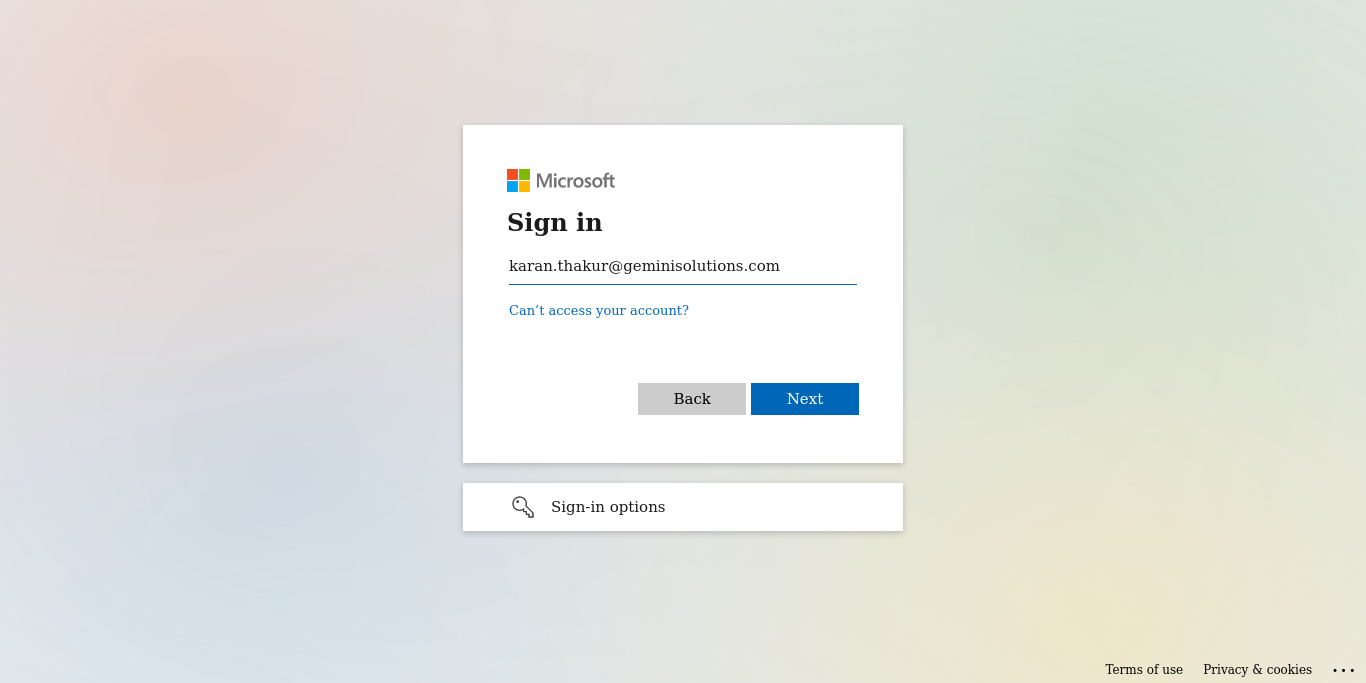 Microsoft
Sign in
karan.thakur@geminisolutions.com
Can’t access your account?
Back Next
Sign-in options
Terms of use Privacy & cookies ...